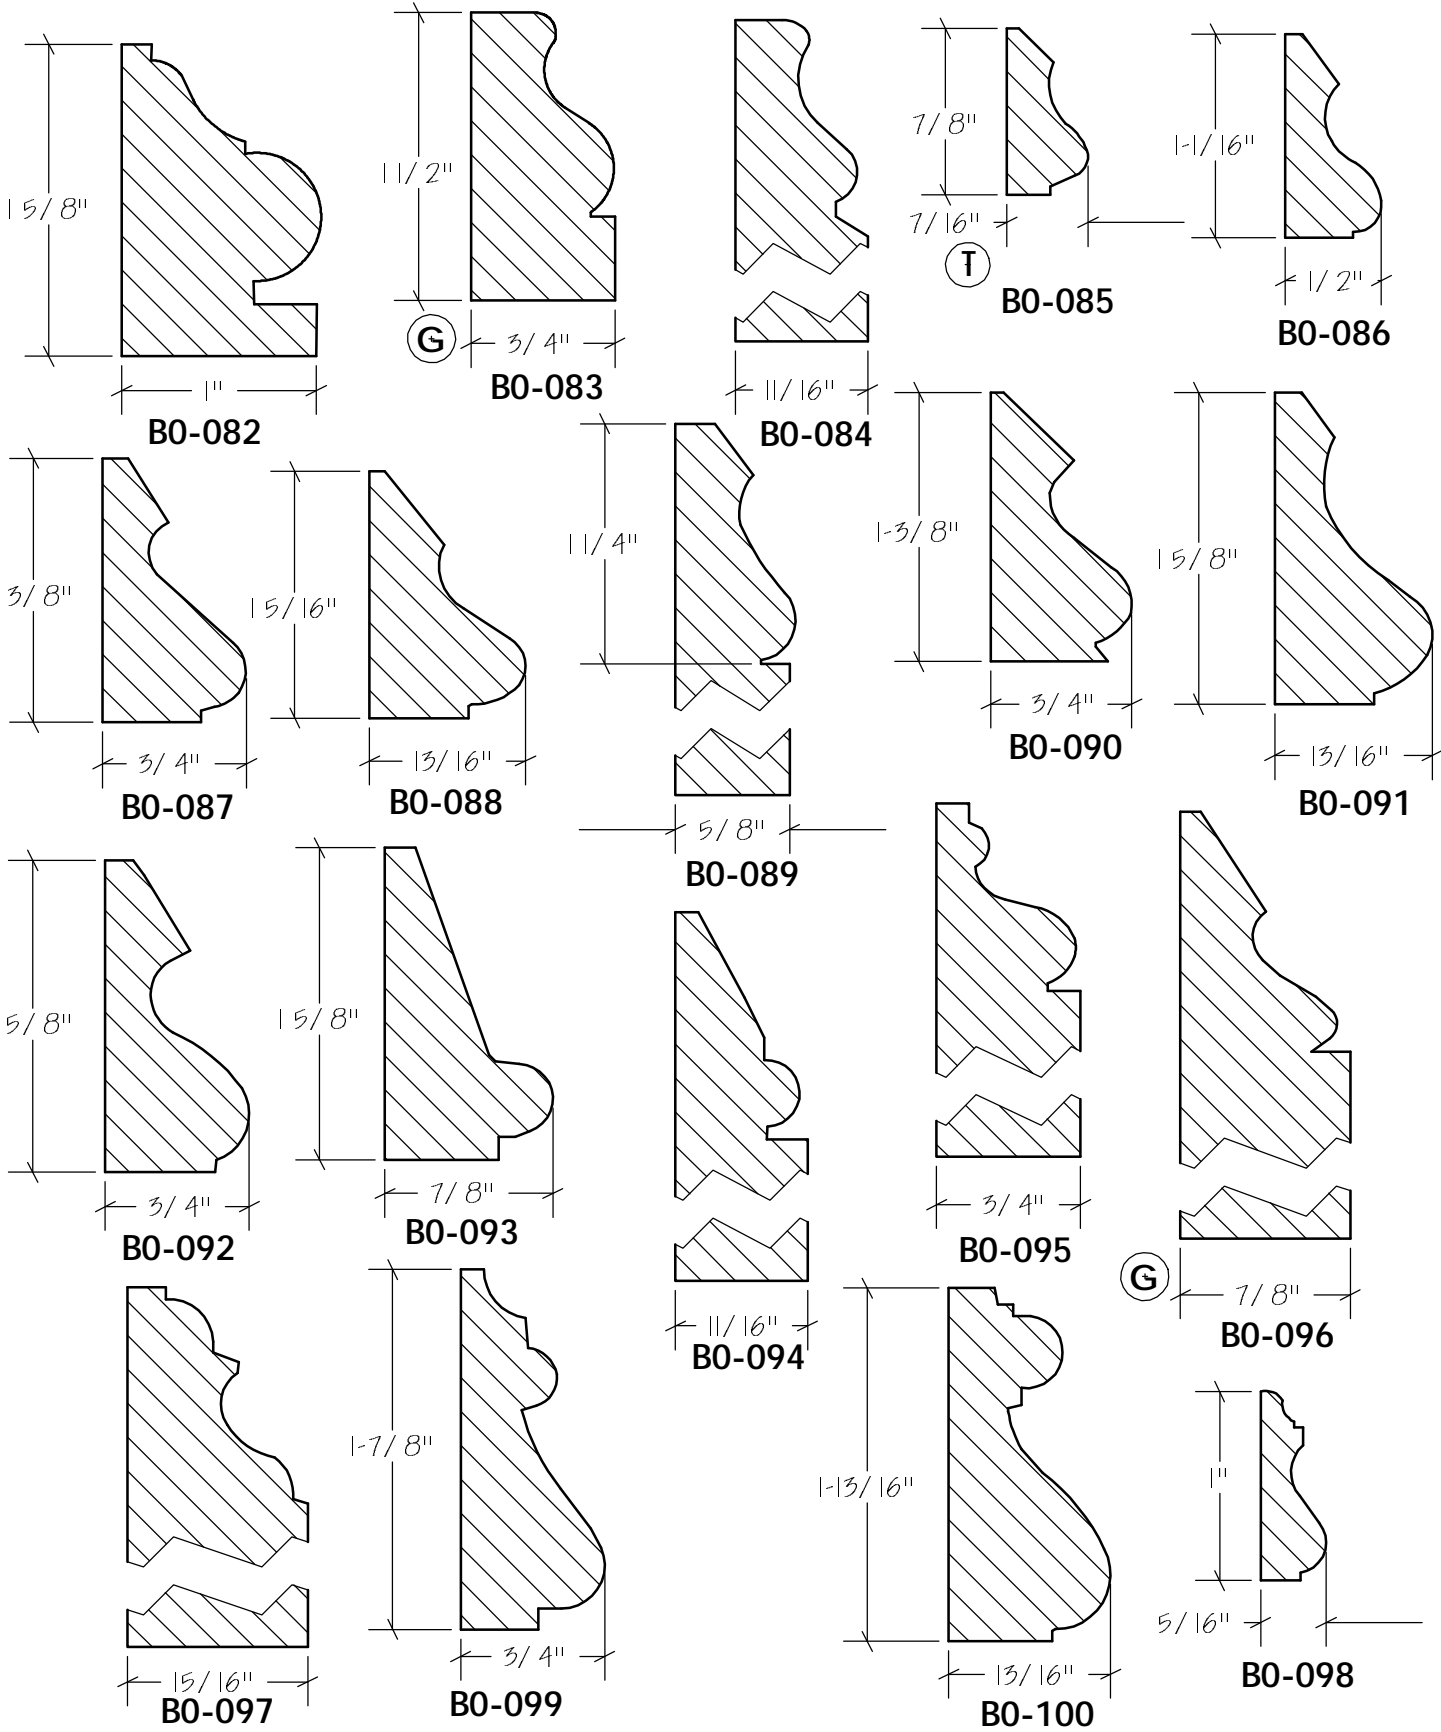 1 5/8"
1"
B0-082
1 1/2"
G
3/4"
B0-083
11/16"
B0-084
7/8"
7/16"
T
B0-085
1-1/16"
1/2"
B0-086
3/8"
3/4"
B0-087
1 5/16"
13/16"
B0-088
1 1/4"
5/8"
B0-089
1-3/8"
3/4"
B0-090
1 5/8"
13/16"
B0-091
5/8"
3/4"
B0-092
1 5/8"
7/8"
B0-093
11/16"
B0-094
3/4"
B0-095
G
7/8"
B0-096
15/16"
B0-097
1-7/8"
3/4"
B0-099
1-13/16"
13/16"
B0-100
1"
5/16"
B0-098